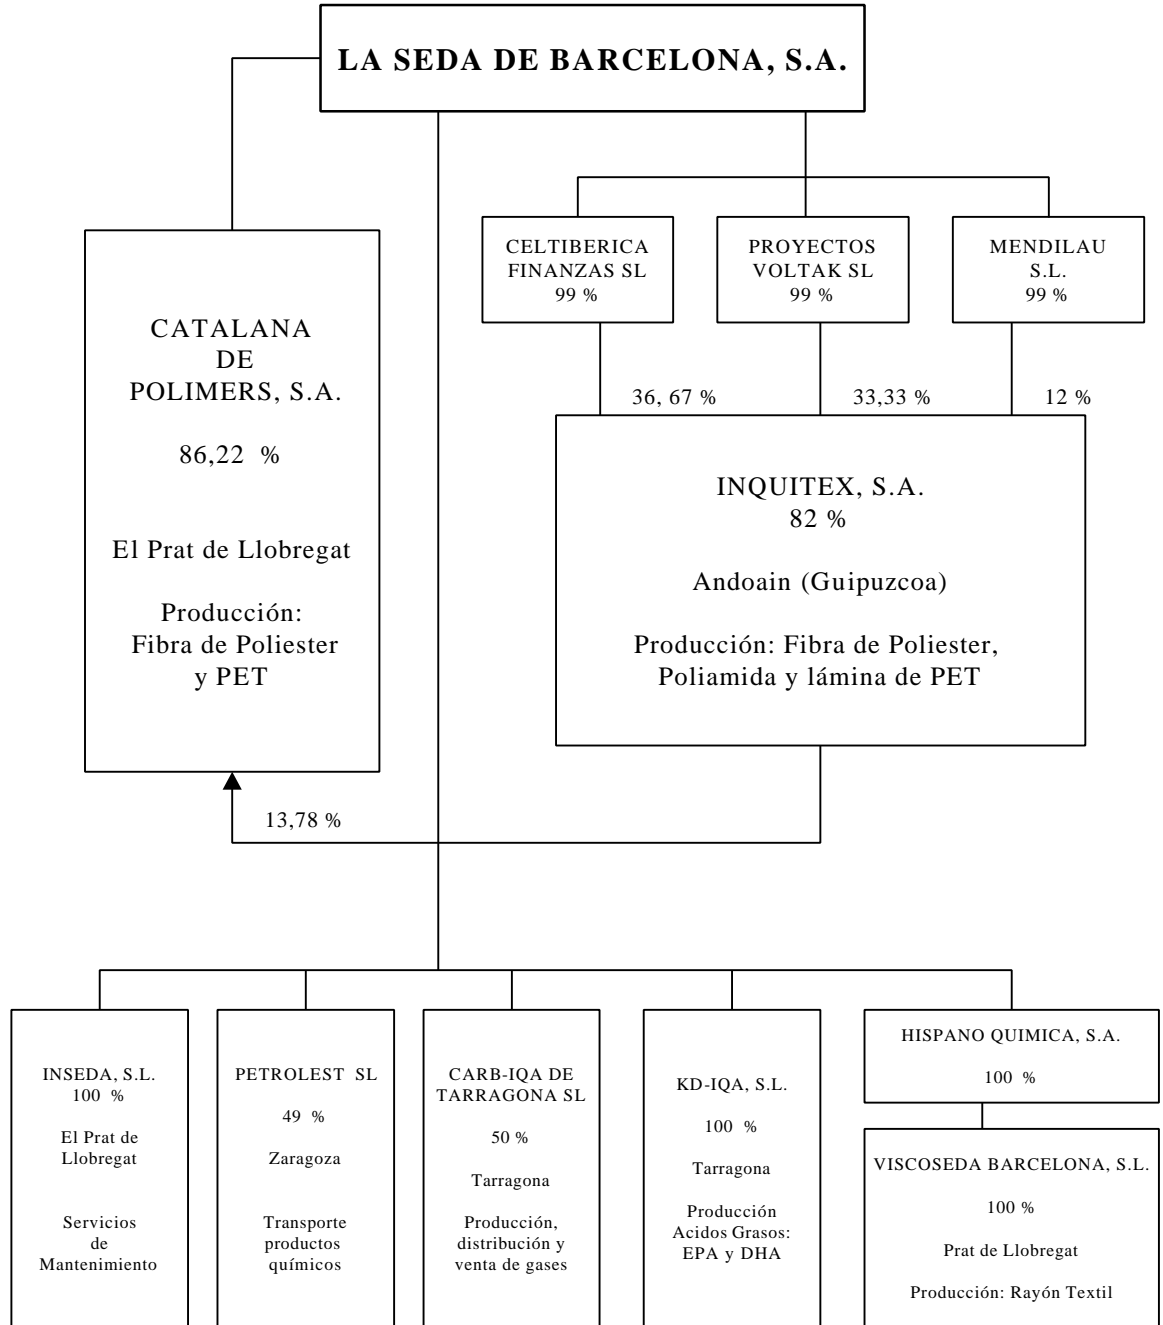 LA SEDA DE BARCELONA, S.A.
CELTIBERICA
FINANZAS SL
99 %
PROYECTOS
VOLTAK SL
99 %
MENDILAU
S.L.
99 %
CATALANA
DE
POLIMERS, S.A.
86,22 %
El Prat de Llobregat
Producción:
Fibra de Poliester
y PET
36, 67 %
33,33 %
12 %
INQUITEX, S.A.
82 %
Andoain (Guipuzcoa)
Producción: Fibra de Poliester,
Poliamida y lámina de PET
13,78 %
INSEDA, S.L.
100 %
El Prat de
Llobregat
Servicios
de
Mantenimiento
PETROLEST SL
49 %
Zaragoza
Transporte
productos
químicos
CARB-IQA DE
TARRAGONA SL
50 %
Tarragona
Producción,
distribución y
venta de gases
KD-IQA, S.L.
100 %
Tarragona
Producción
Acidos Grasos:
EPA y DHA
HISPANO QUIMICA, S.A.
100 %
VISCOSEDA BARCELONA, S.L.
100 %
Prat de Llobregat
Producción: Rayón Textil